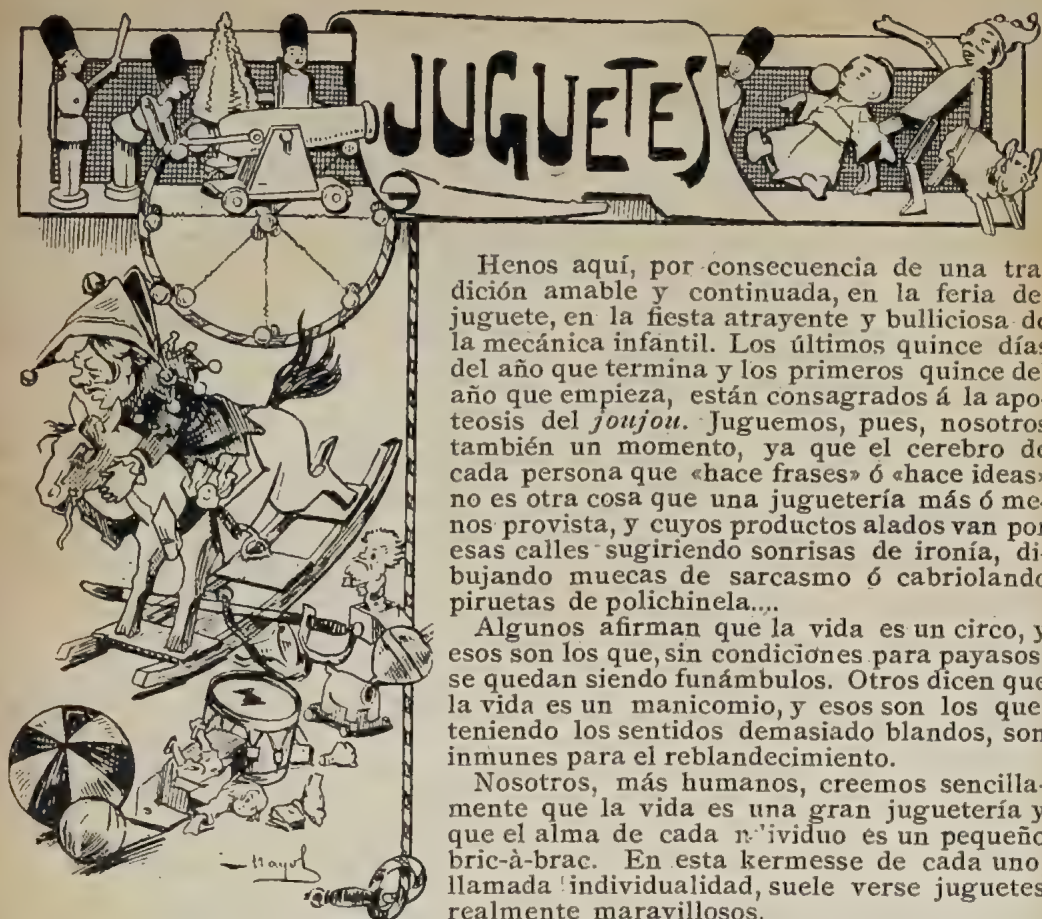 JUGUETES
Henos aquí, por consecuencia de una tra
dición amable y continuada, en la feria de
juguete, en la fiesta atrayente y bulliciosa de
la mecánica infantil. Los últimos quince días
del año que termina y los primeros quince de
año que empieza, están consagrados á la apo
teosis del joujou. Juguemos, pues, nosotros
también un momento, ya que el cerebro de
cada persona que «hace frases» ó «hace ideas»
no es otra cosa que una juguetería más ó me-
nos provista, y cuyos productos alados van por
esas calles sugiriendo sonrisas de ironía, di-
bujando muecas de sarcasmo ó cabriolando
piruetas de polichinela....
Algunos afirman que la vida es un circo, y
esos son los que, sin condiciones para payasos
se quedan siendo funámbulos. Otros dicen que
la vida es un manicomio, y esos son los que
teniendo los sentidos demasiado blandos, son
inmunes para el reblandecimiento.
Nosotros, más humanos, creemos sencilla-
mente que la vida es una gran juguetería y
que el alma de cada es un pequeño
bric-à-brac. En esta kermesse de cada uno
llamada individualidad, suele verse juguetes
realmente maravillosos.
Mayol